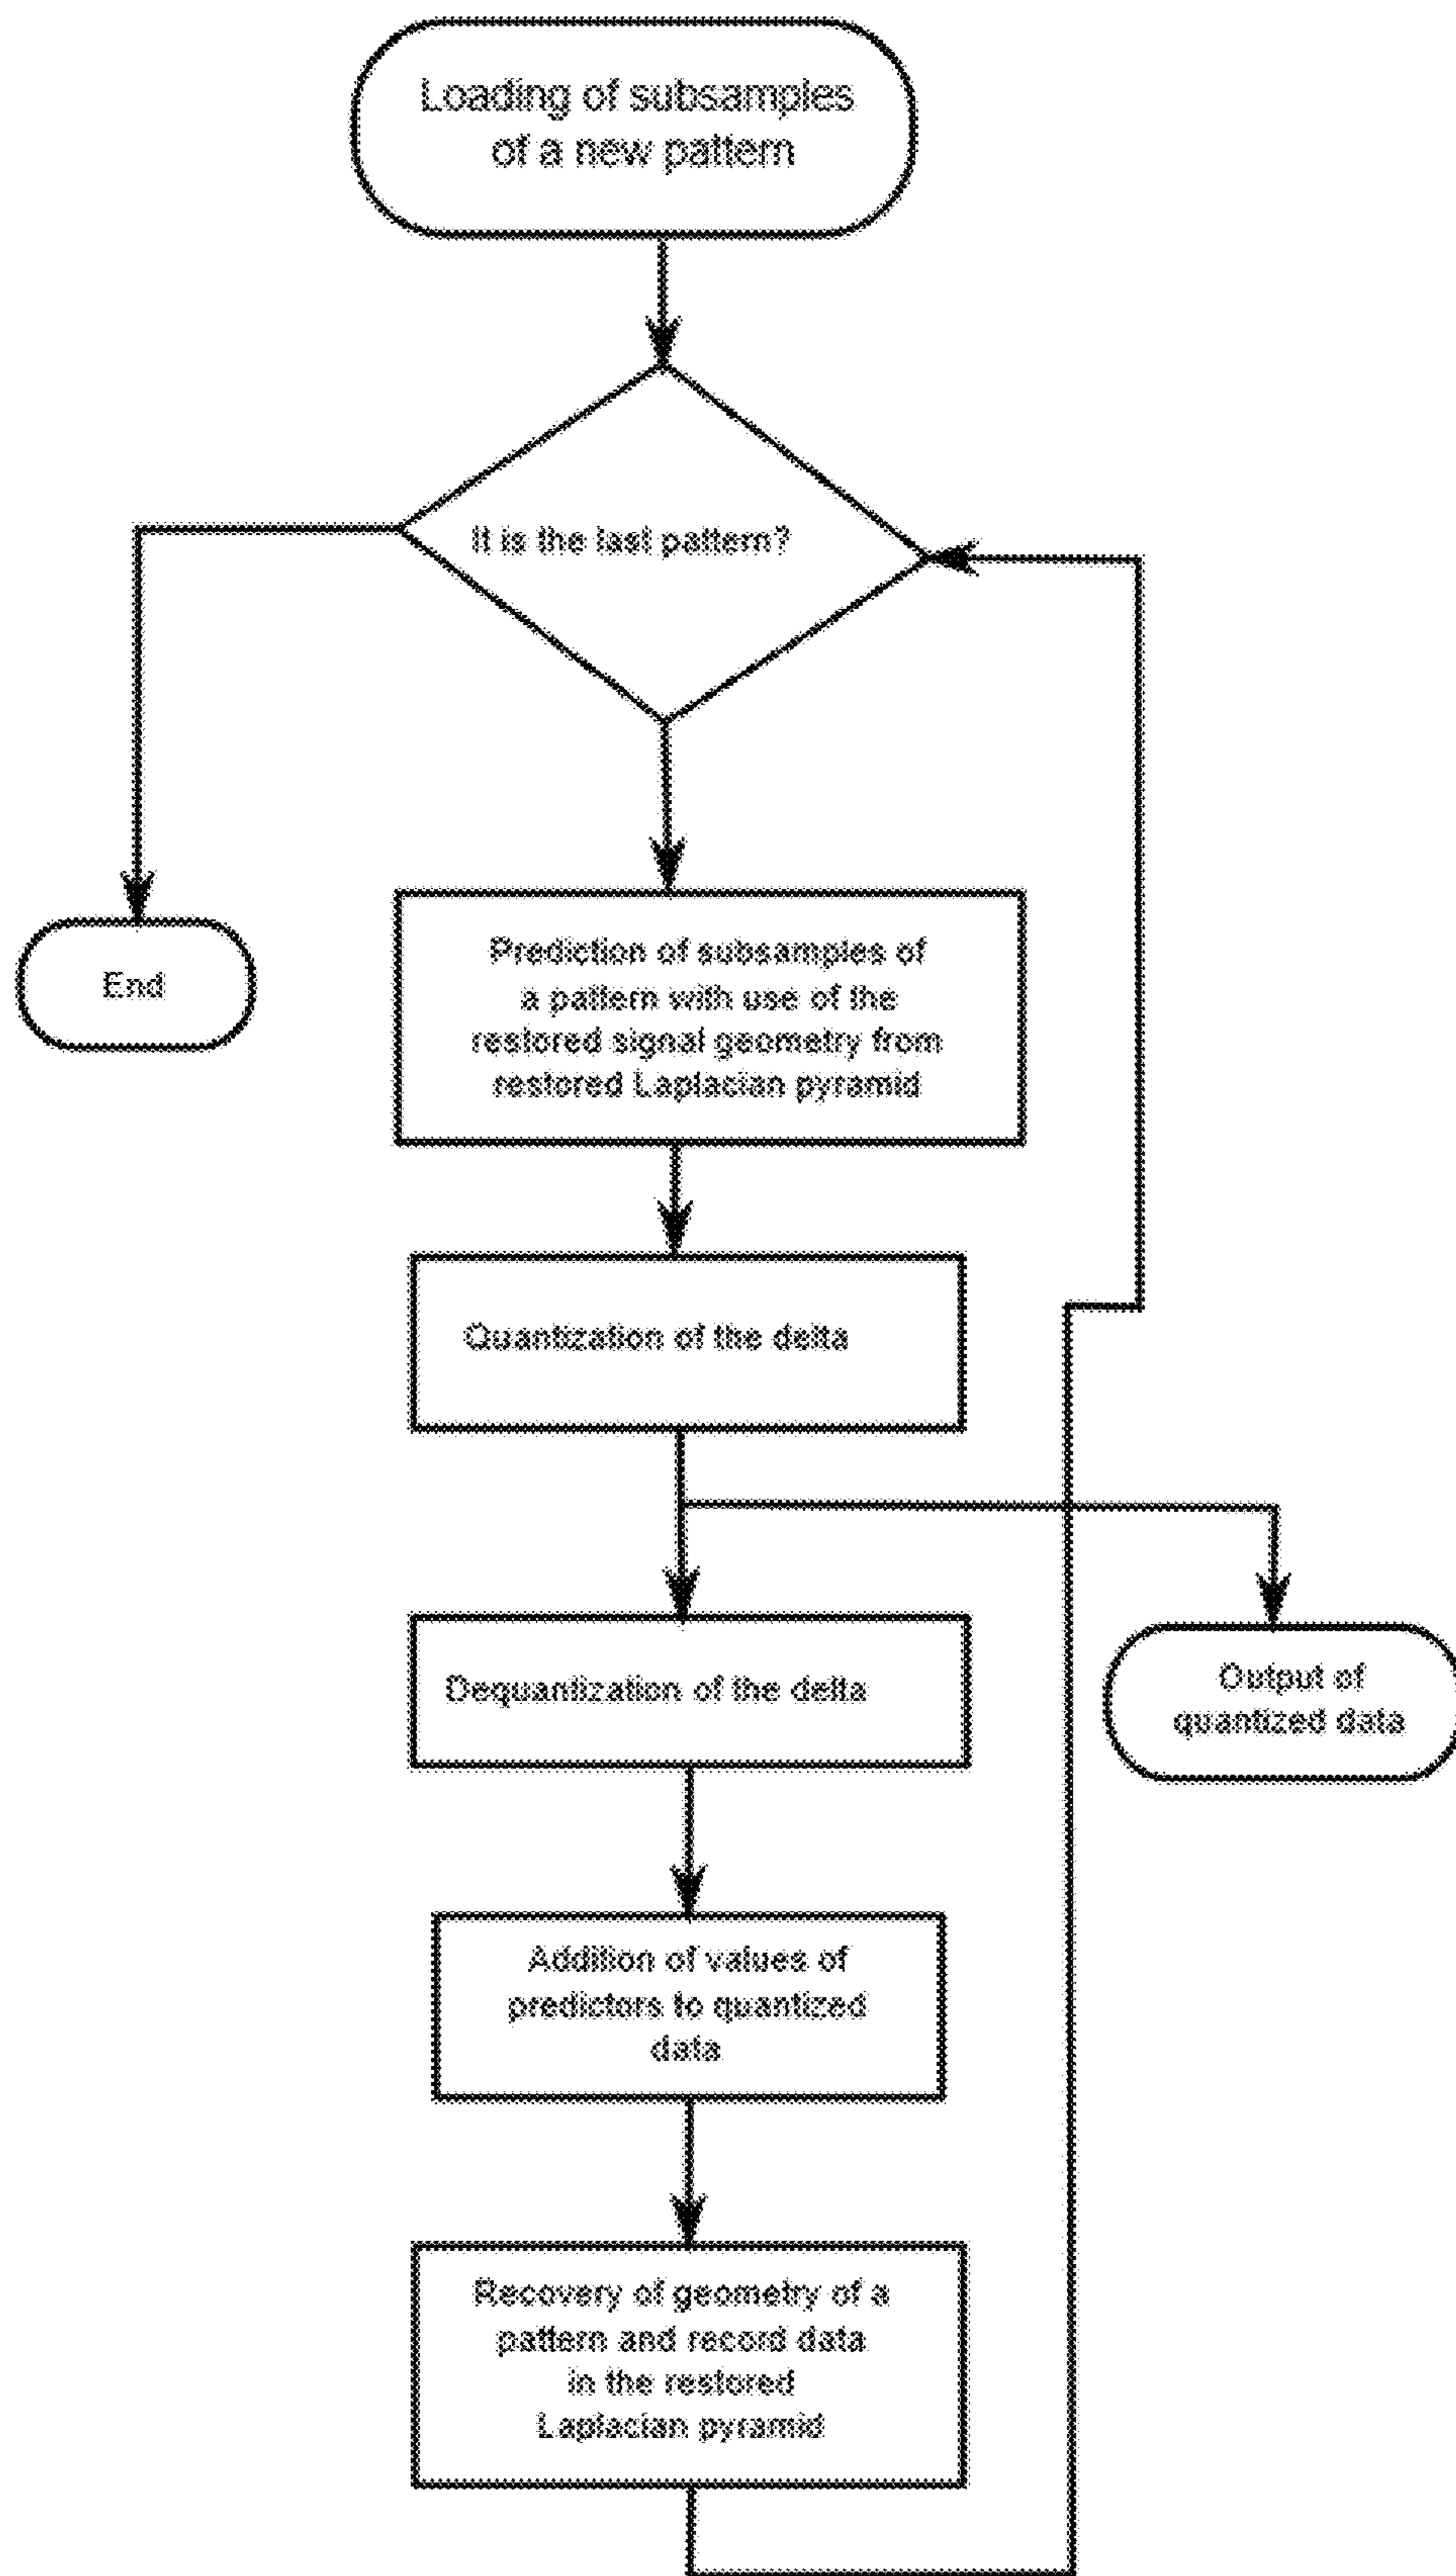 Loading of subsamples
of a new pattern
It is the last pattern?
End
Prediction of subsamples of
a pattern with use of the
restored signal geometry from
restored Laplacian pyramid
Quantization of the delta
Dequantization of the delta
Output of
quantized data
Addition of values of
predictors to quantized
data
Recovery of geometry of a
pattern and record data
in the restored
Laplacian pyramid